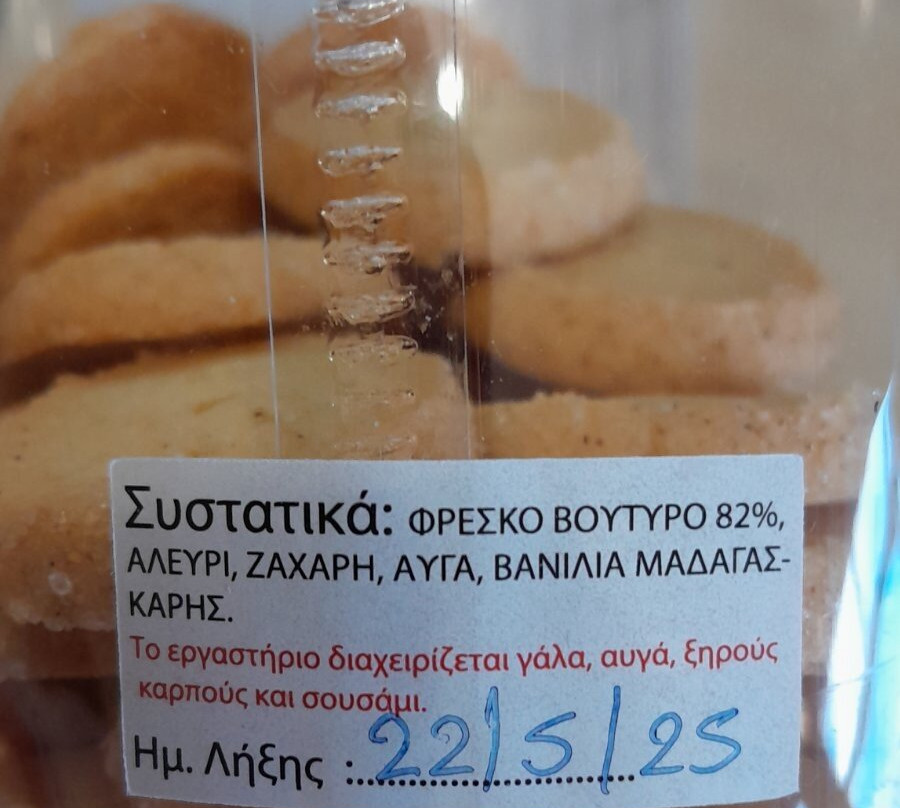 Συστατικά: ΦΡΕΣΚΟ ΒΟΥΤΥΡΟ 82%,
ΑΛΕΥΡΙ, ΖΑΧΑΡΗ, ΑΥΓΑ, ΒΑΝΙΛΙΑ ΜΑΔΑΓΑΣ-
ΚΑΡΗΣ.
Το εργαστήριο διαχειρίζεται γάλα, αυγά, ξηρούς
καρπούς και σουσάμι.
Ημ. Λήξης :..22/5/25